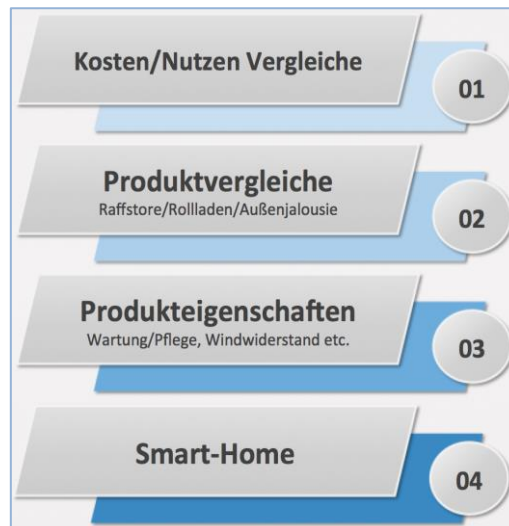 Kosten/Nutzen Vergleiche
01
Produktvergleiche
Raffstore/Rollladen/Außenjalousie
02
Produkteigenschaften
Wartung/Pflege, Windwiderstand etc.
03
Smart-Home
04